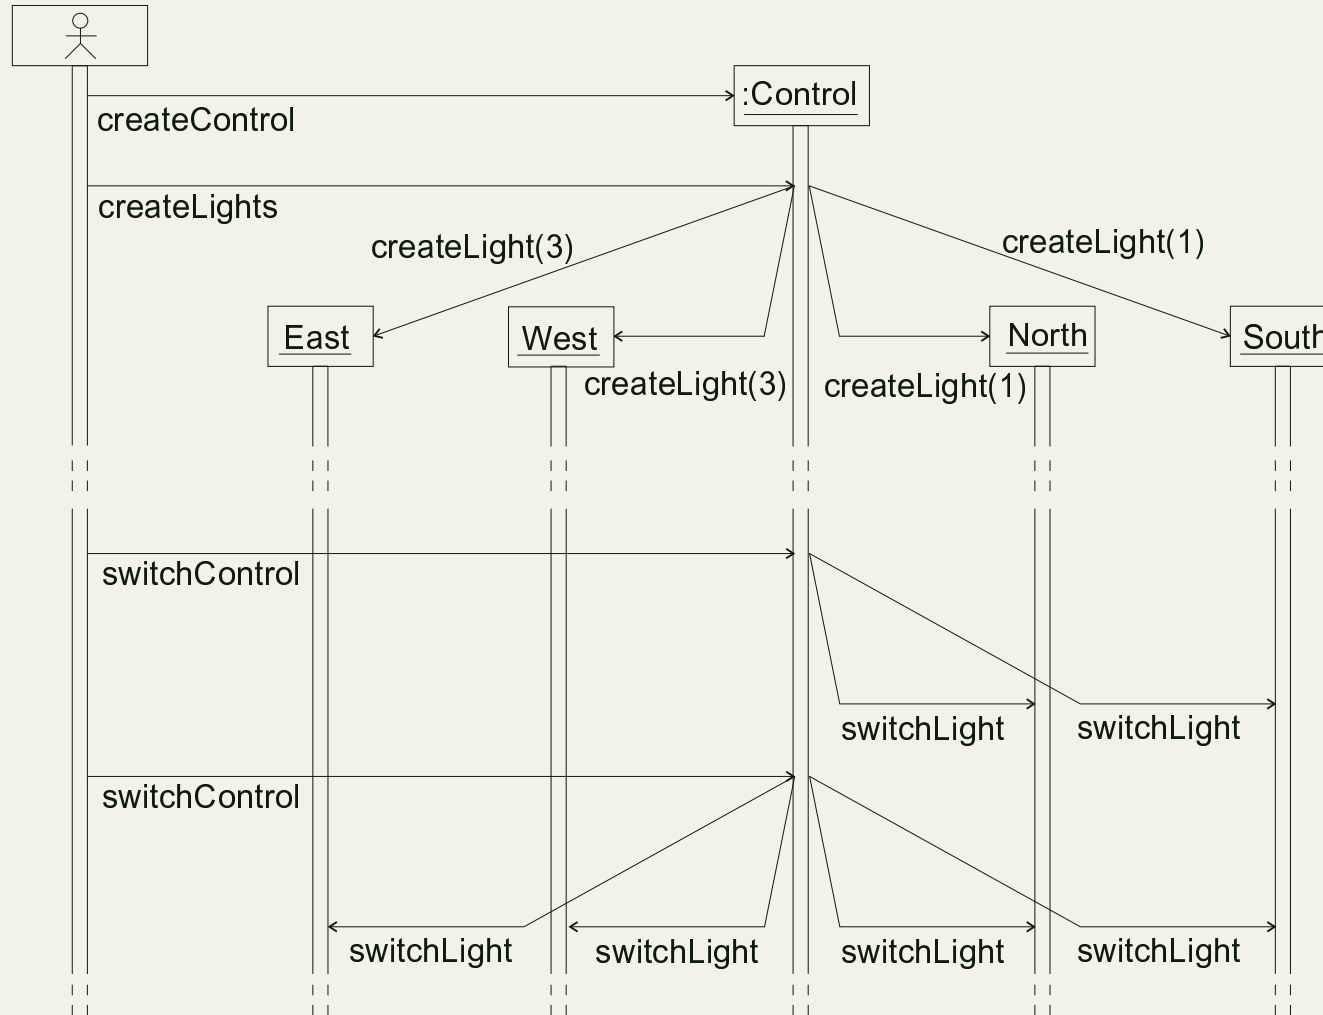 :Control
createControl
createLights
createLight(3)
createLight(1)
East
West
North
South
createLight(3)
createLight(1)
switchControl
switchLight
switchLight
switchControl
switchLight
switchLight
switchLight
switchLight